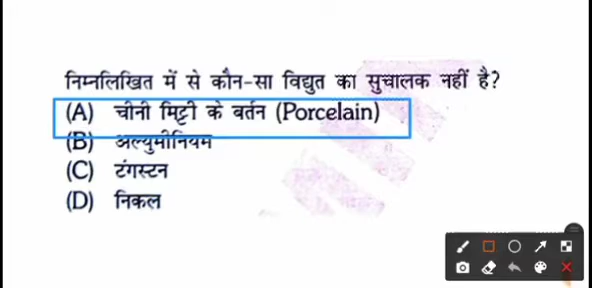 निम्नलिखित में से कौन-सा विद्युत का सुचालक नहीं है?
(A) चीनी मिट्टी के बर्तन (Porcelain)
(B) अल्युमीनियम
(C) टंगस्टन
(D) निकल